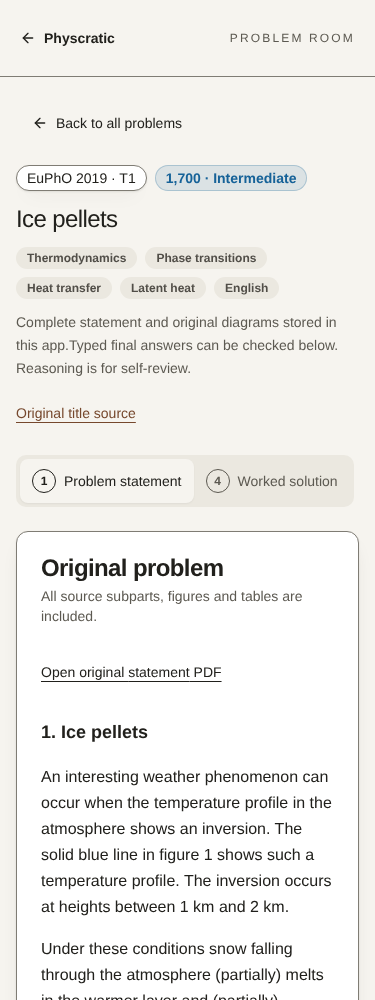 Physcratic
PROBLEM ROOM
Back to all problems
EuPhO 2019 · T1
1,700 · Intermediate
Ice pellets
Thermodynamics
Phase transitions
Heat transfer
Latent heat
English
Complete statement and original diagrams stored in
this app.Typed final answers can be checked below.
Reasoning is for self-review.
Original title source
1 Problem statement
4 Worked solution
Original problem
All source subparts, figures and tables are
included.
Open original statement PDF
1. Ice pellets
An interesting weather phenomenon can
occur when the temperature profile in the
atmosphere shows an inversion. The
solid blue line in figure 1 shows such a
temperature profile. The inversion occurs
at heights between 1 km and 2 km.
Under these conditions snow falling
through the atmosphere (partially) melts
in the warmer layer and (partially)